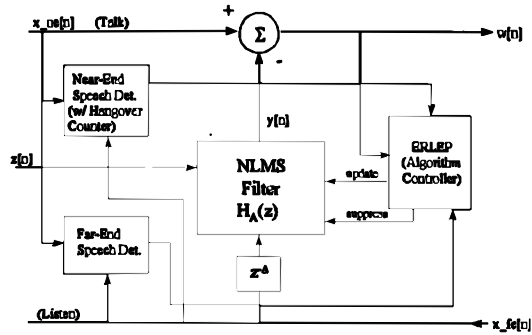 x_ne[n] (Talk)
+
Σ
w[n]
-
Near-End
Speech Det.
(w/ Hangover
Counter)
y[n]
z[n]
NLMS
Filter
H_A(z)
update
suppress
ERLEP
(Algorithm
Controller)
Far-End
Speech Det.
z^-Δ
(Listen)
x_fe[n]